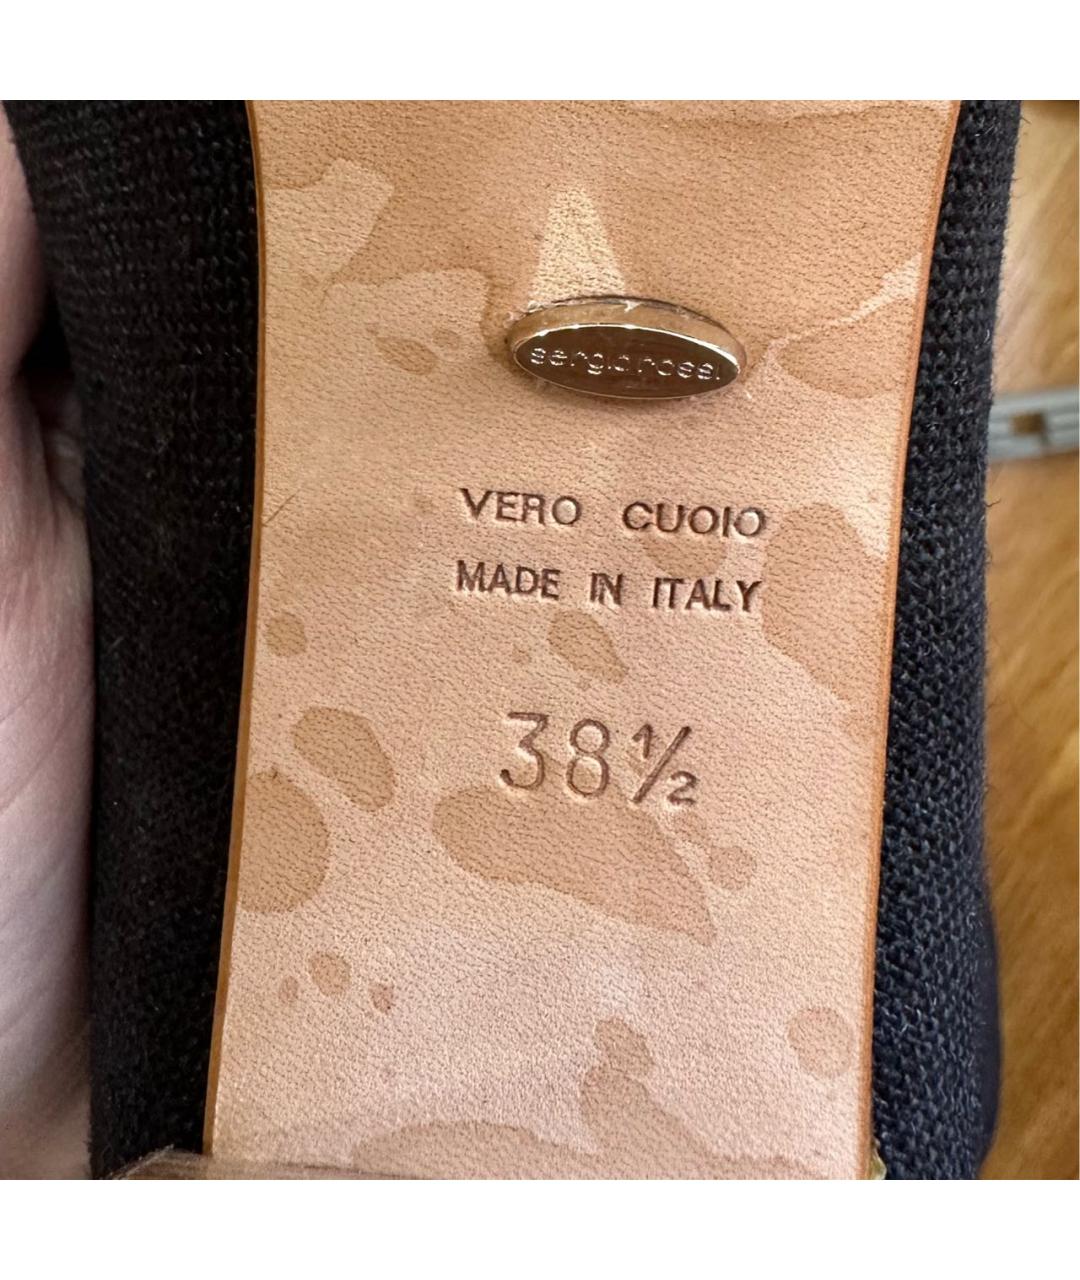 sergio rossi
VERO CUOIO
MADE IN ITALY
38½